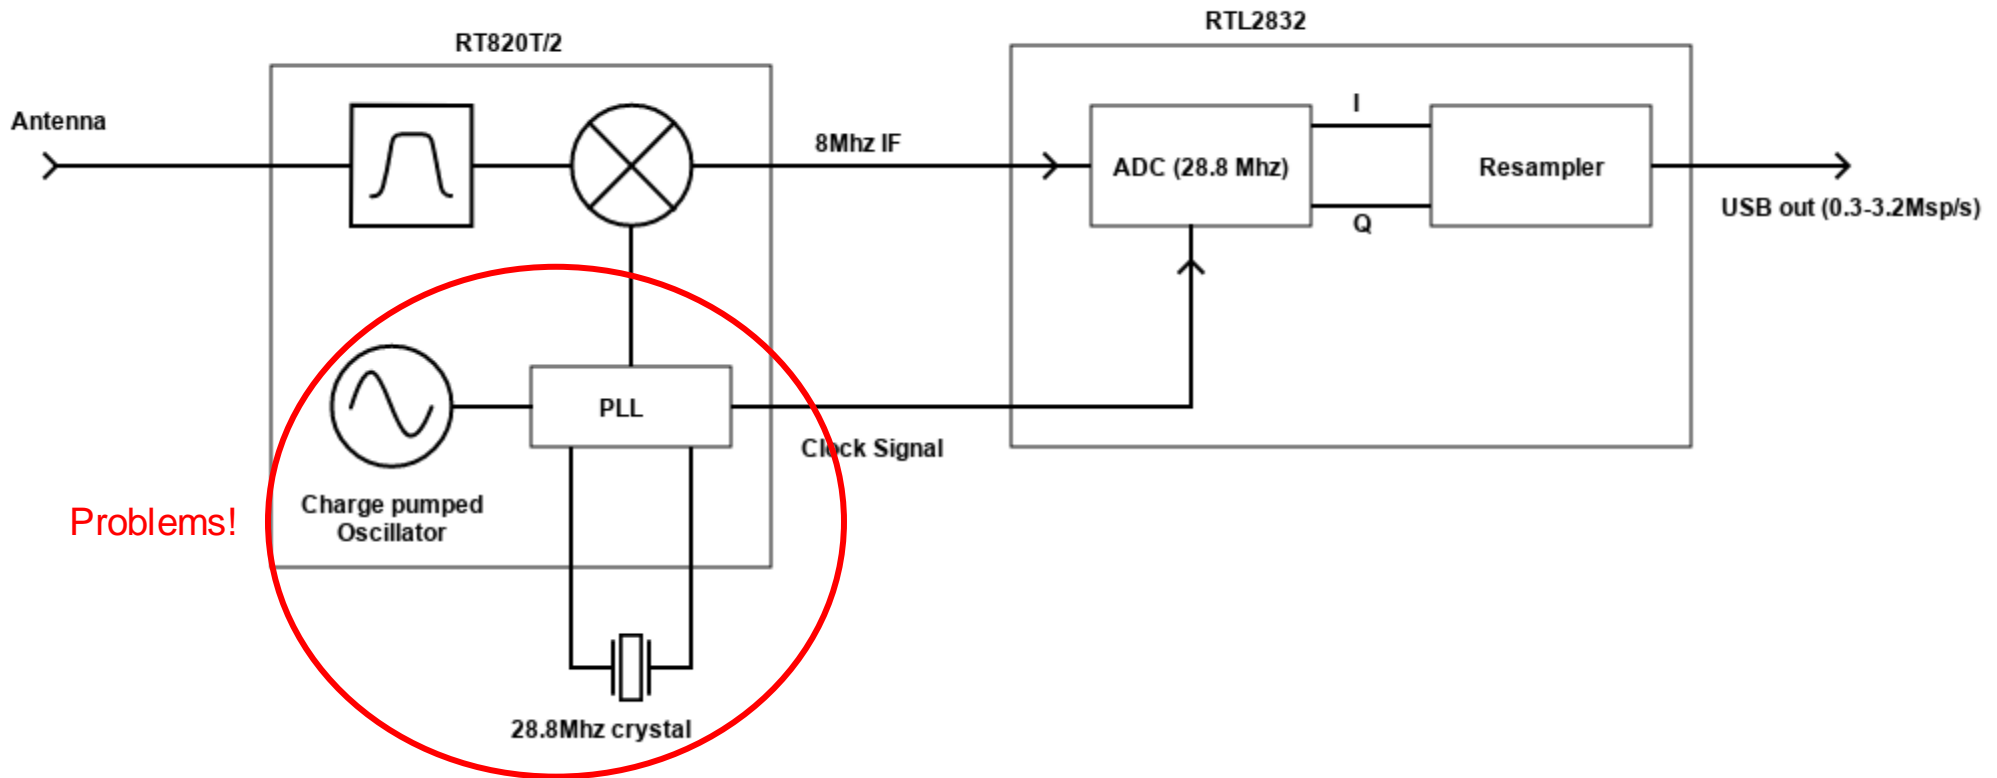 RTL2832
RT820T/2
Antenna
8Mhz IF
I
ADC (28.8 Mhz)
Resampler
Q
USB out (0.3-3.2Msp/s)
PLL
Clock Signal
Charge pumped
Oscillator
Problems!
28.8Mhz crystal